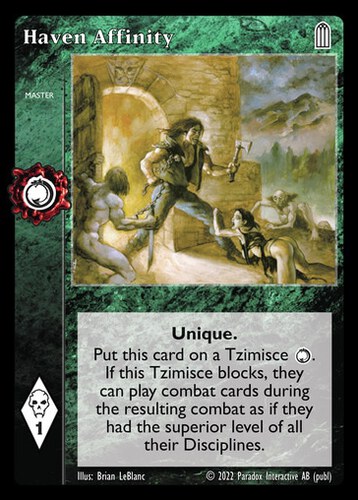 Haven Affinity
MASTER
Unique.
Put this card on a Tzimisce .
If this Tzimisce blocks, they
can play combat cards during
the resulting combat as if they
had the superior level of all
their Disciplines.
1
Illus: Brian LeBlanc © 2022 Paradox Interactive AB (publ)